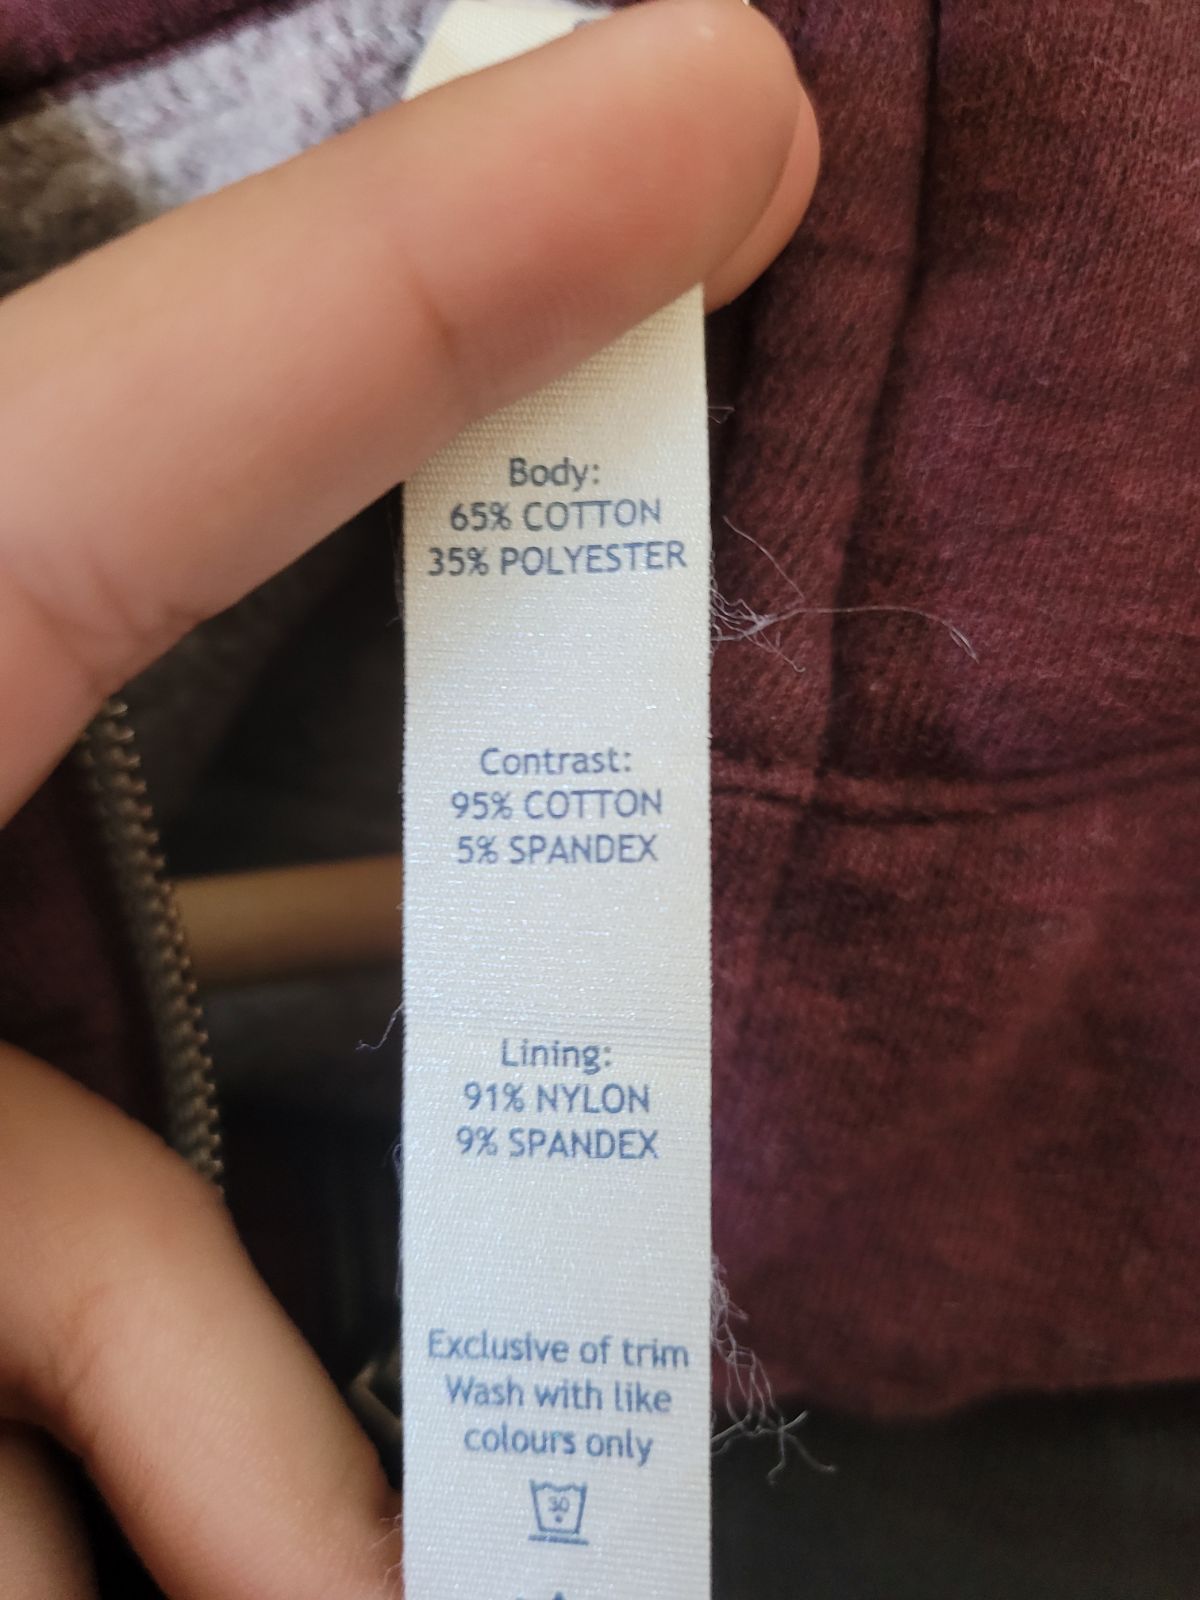 Body:
65% COTTON
35% POLYESTER
Contrast:
95% COTTON
5% SPANDEX
Lining:
91% NYLON
9% SPANDEX
Exclusive of trim
Wash with like
colours only
30